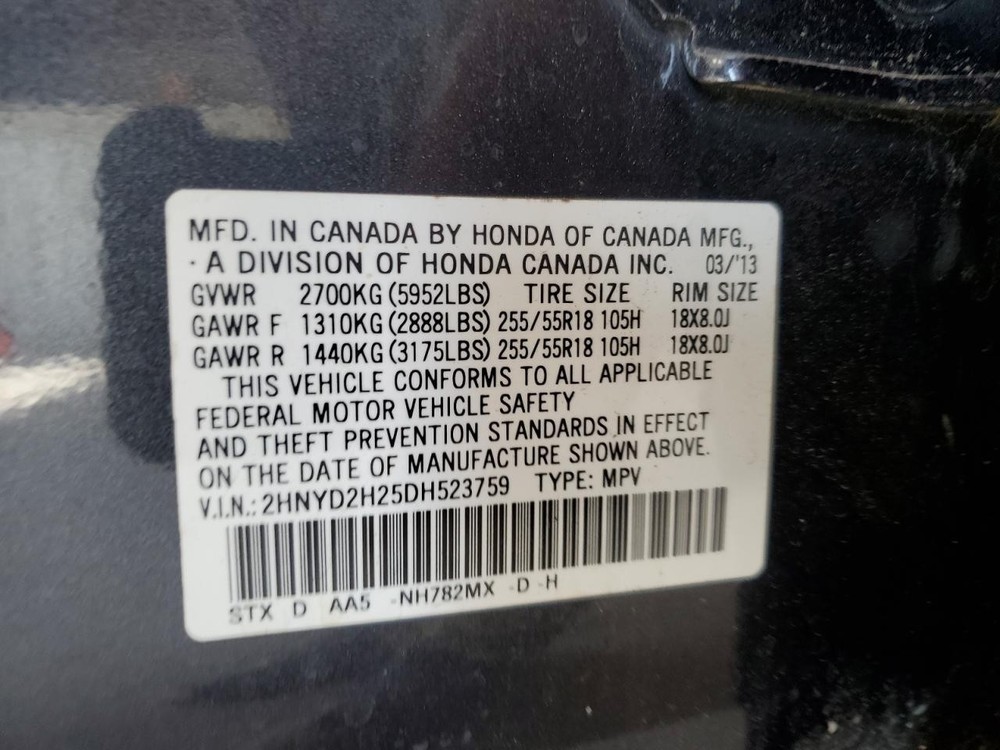 MFD. IN CANADA BY HONDA OF CANADA MFG.,
· A DIVISION OF HONDA CANADA INC. 03/'13
GVWR 2700KG (5952LBS) TIRE SIZE RIM SIZE
GAWR F 1310KG (2888LBS) 255/55R18 105H 18X8.0J
GAWR R 1440KG (3175LBS) 255/55R18 105H 18X8.0J
THIS VEHICLE CONFORMS TO ALL APPLICABLE
FEDERAL MOTOR VEHICLE SAFETY
AND THEFT PREVENTION STANDARDS IN EFFECT
ON THE DATE OF MANUFACTURE SHOWN ABOVE.
V.I.N.: 2HNYD2H25DH523759 TYPE: MPV
STX D AA5 -NH782MX -D -H